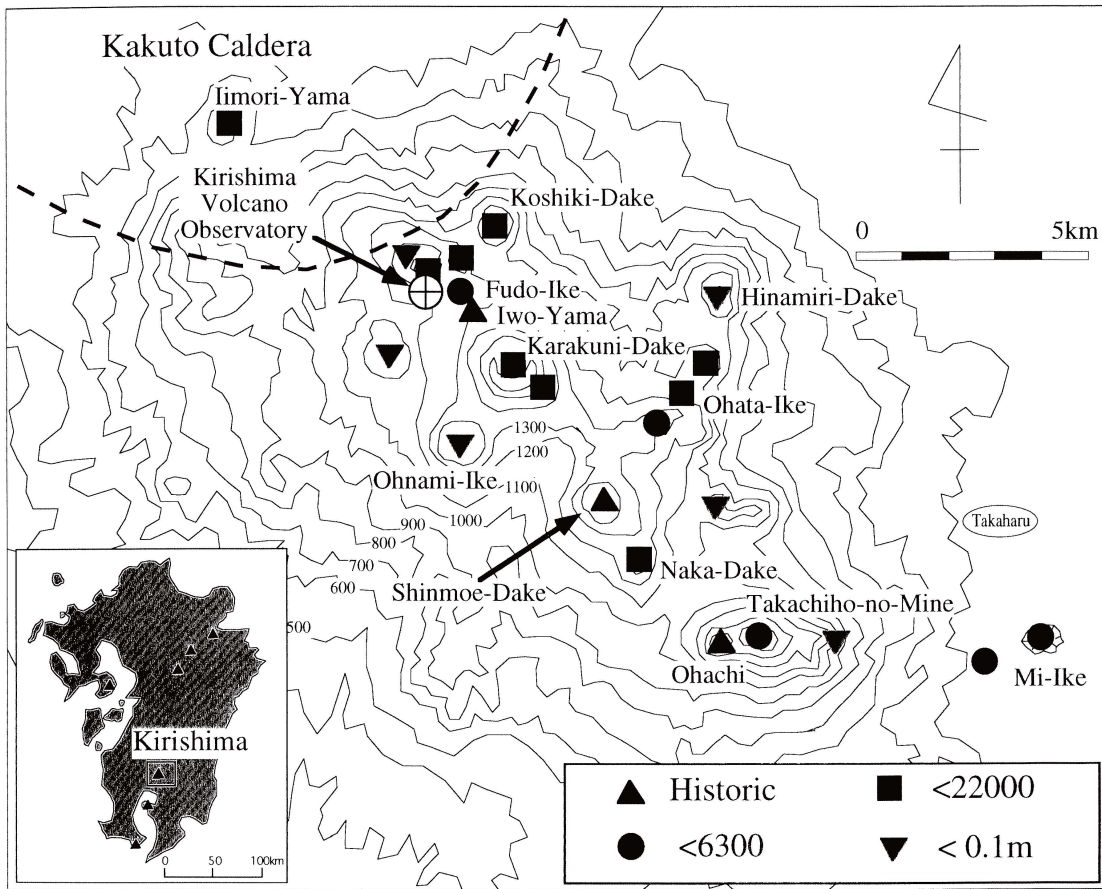 Kakuto Caldera
Iimori-Yama
Kirishima
Volcano
Observatory
Koshiki-Dake
0 5km
Fudo-Ike
Iwo-Yama
Hinamiri-Dake
Karakuni-Dake
Ohata-Ike
1300
1200
Ohnami-Ike
1100
1000
900
800
700
600
500
Takaharu
Shinmoe-Dake
Naka-Dake
Takachiho-no-Mine
Ohachi
Mi-Ike
Kirishima
0 50 100km
Historic
<22000
<6300
< 0.1m